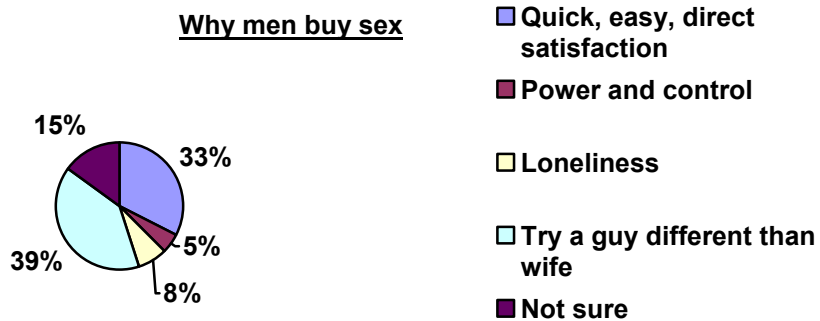 Why men buy sex
15%
33%
5%
8%
39%
Quick, easy, direct
satisfaction
Power and control
Loneliness
Try a guy different than
wife
Not sure